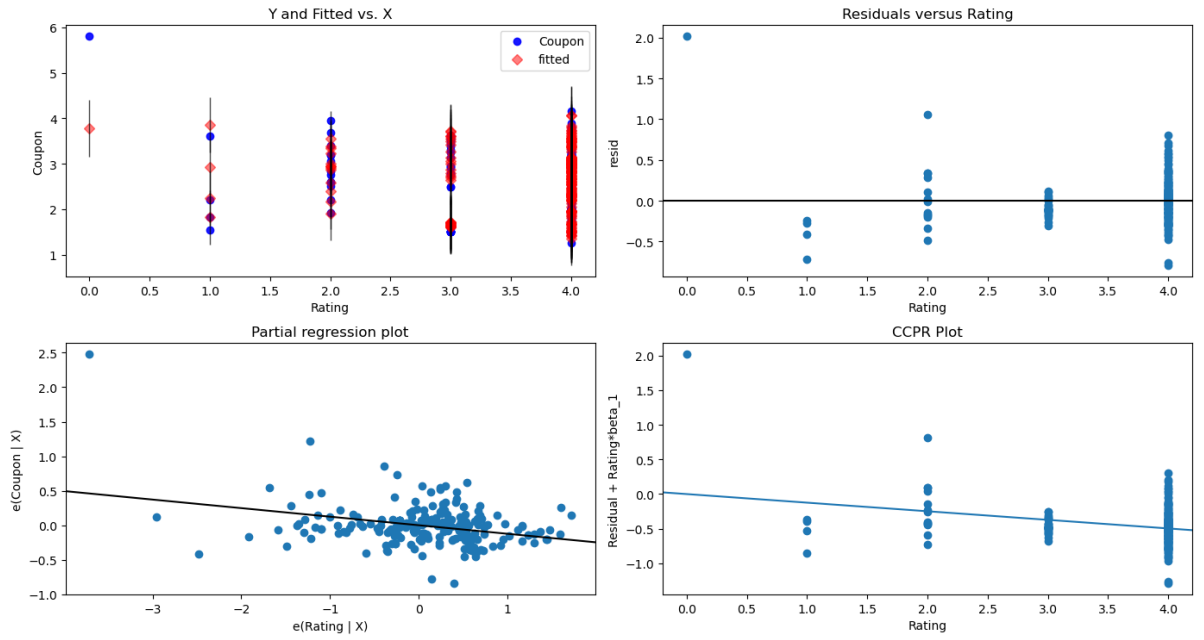 Y and Fitted vs. X
6
5
4
3
2
1
Coupon
Coupon
fitted
0.0 0.5 1.0 1.5 2.0 2.5 3.0 3.5 4.0
Rating
Residuals versus Rating
2.0
1.5
1.0
0.5
0.0
−0.5
resid
0.0 0.5 1.0 1.5 2.0 2.5 3.0 3.5 4.0
Rating
Partial regression plot
2.5
2.0
1.5
1.0
0.5
0.0
−0.5
−1.0
e(Coupon | X)
−3 −2 −1 0 1
e(Rating | X)
CCPR Plot
2.0
1.5
1.0
0.5
0.0
−0.5
−1.0
Residual + Rating*beta_1
0.0 0.5 1.0 1.5 2.0 2.5 3.0 3.5 4.0
Rating